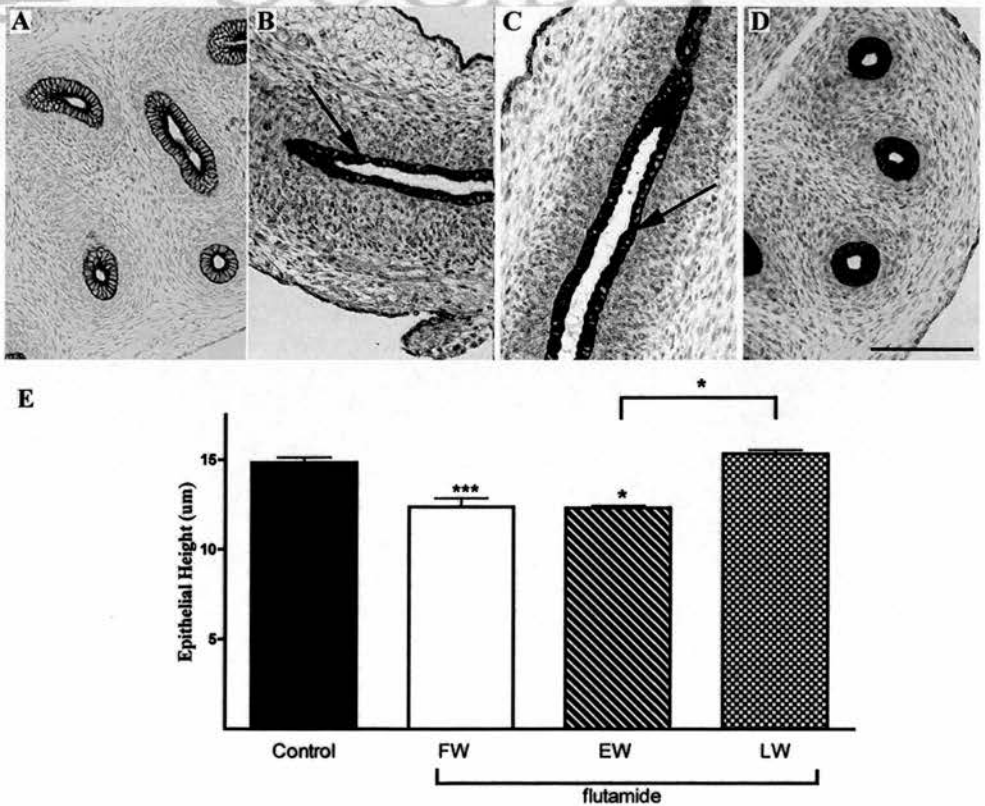 A
B
C
D
E
*
***
*
Epithelial Height (um)
15
10
5
Control
FW
EW
LW
flutamide